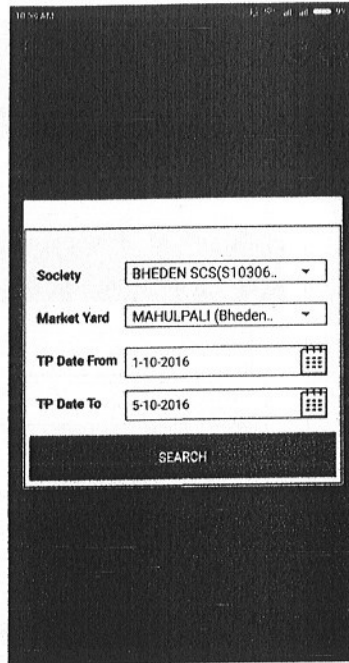 Society BHEDEN SCS(S10306..
Market Yard MAHULPALI (Bheden..
TP Date From 1-10-2016
TP Date To 5-10-2016
SEARCH